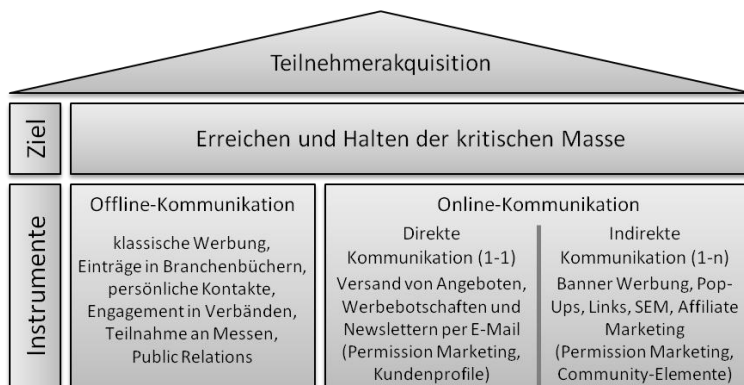 Teilnehmerakquisition
Ziel
Erreichen und Halten der kritischen Masse
Instrumente
Offline-Kommunikation
klassische Werbung,
Einträge in Branchenbüchern,
persönliche Kontakte,
Engagement in Verbänden,
Teilnahme an Messen,
Public Relations
Online-Kommunikation
Direkte
Kommunikation (1-1)
Versand von Angeboten,
Werbebotschaften und
Newslettern per E-Mail
(Permission Marketing,
Kundenprofile)
Indirekte
Kommunikation (1-n)
Banner Werbung, Pop-
Ups, Links, SEM, Affiliate
Marketing
(Permission Marketing,
Community-Elemente)